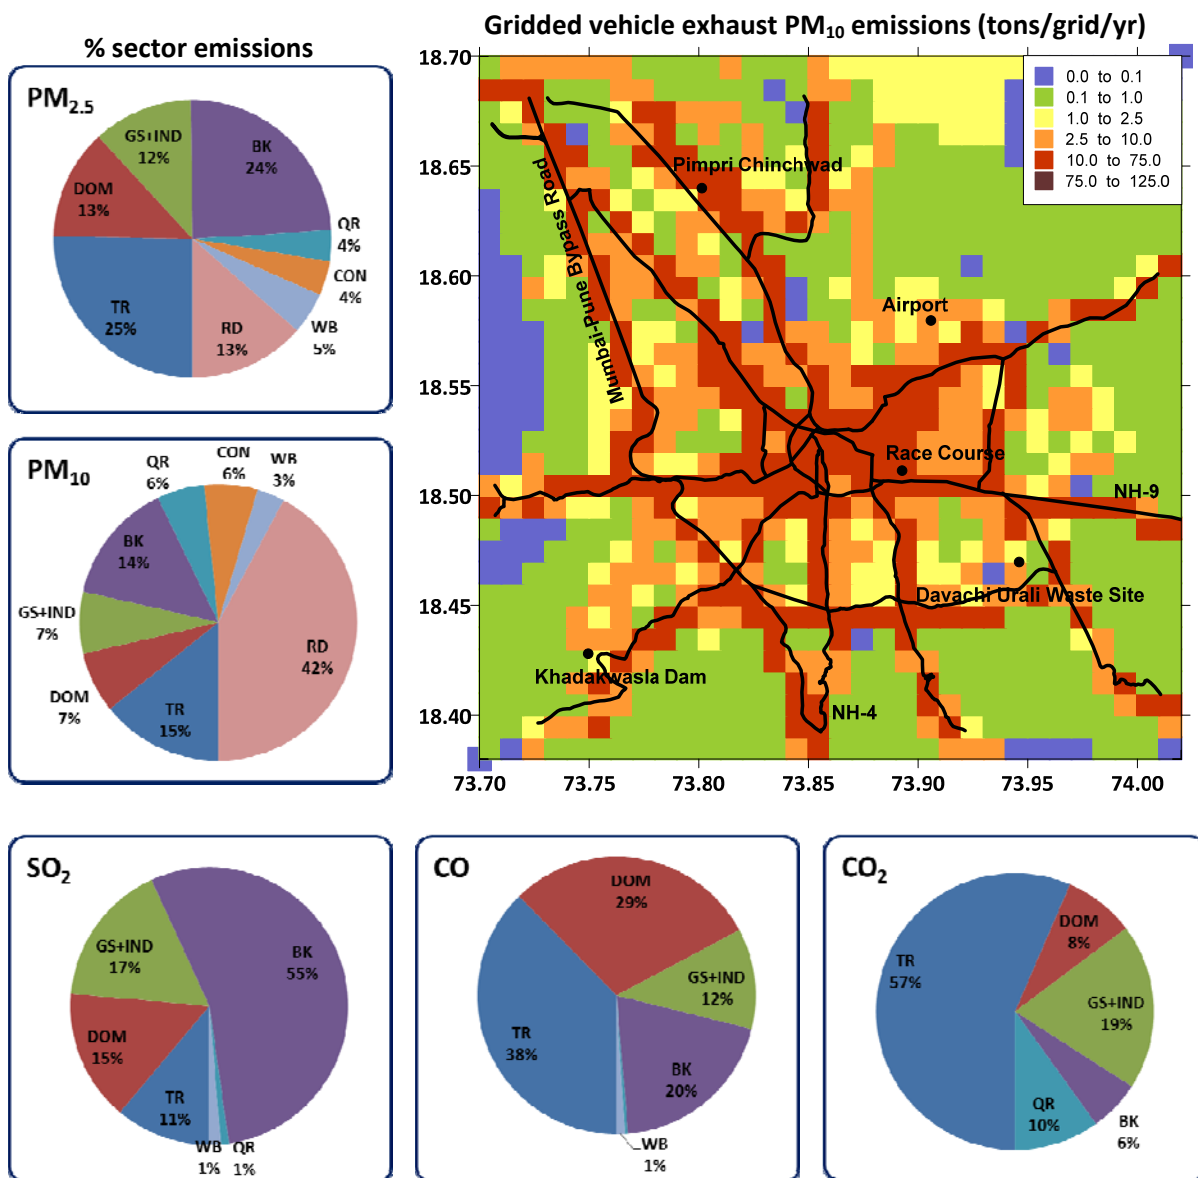 % sector emissions
Gridded vehicle exhaust PM10 emissions (tons/grid/yr)
PM2.5
GS+IND
12%
BK
24%
DOM
13%
QR
4%
CON
4%
TR
25%
RD
13%
WB
5%
18.70
18.65
18.60
18.55
18.50
18.45
18.40
73.70
73.75
73.80
73.85
73.90
73.95
74.00
0.0 to 0.1
0.1 to 1.0
1.0 to 2.5
2.5 to 10.0
10.0 to 75.0
75.0 to 125.0
Pimpri Chinchwad
Mumbai-Pune Bypass Road
Airport
Race Course
NH-9
Davachi Urali Waste Site
Khadakwasla Dam
NH-4
PM10
QR
6%
CON
6%
WB
3%
BK
14%
GS+IND
7%
RD
42%
DOM
7%
TR
15%
SO2
GS+IND
17%
BK
55%
DOM
15%
TR
11%
WB
1%
QR
1%
CO
DOM
29%
GS+IND
12%
TR
38%
BK
20%
WB
1%
CO2
DOM
8%
TR
57%
GS+IND
19%
QR
10%
BK
6%